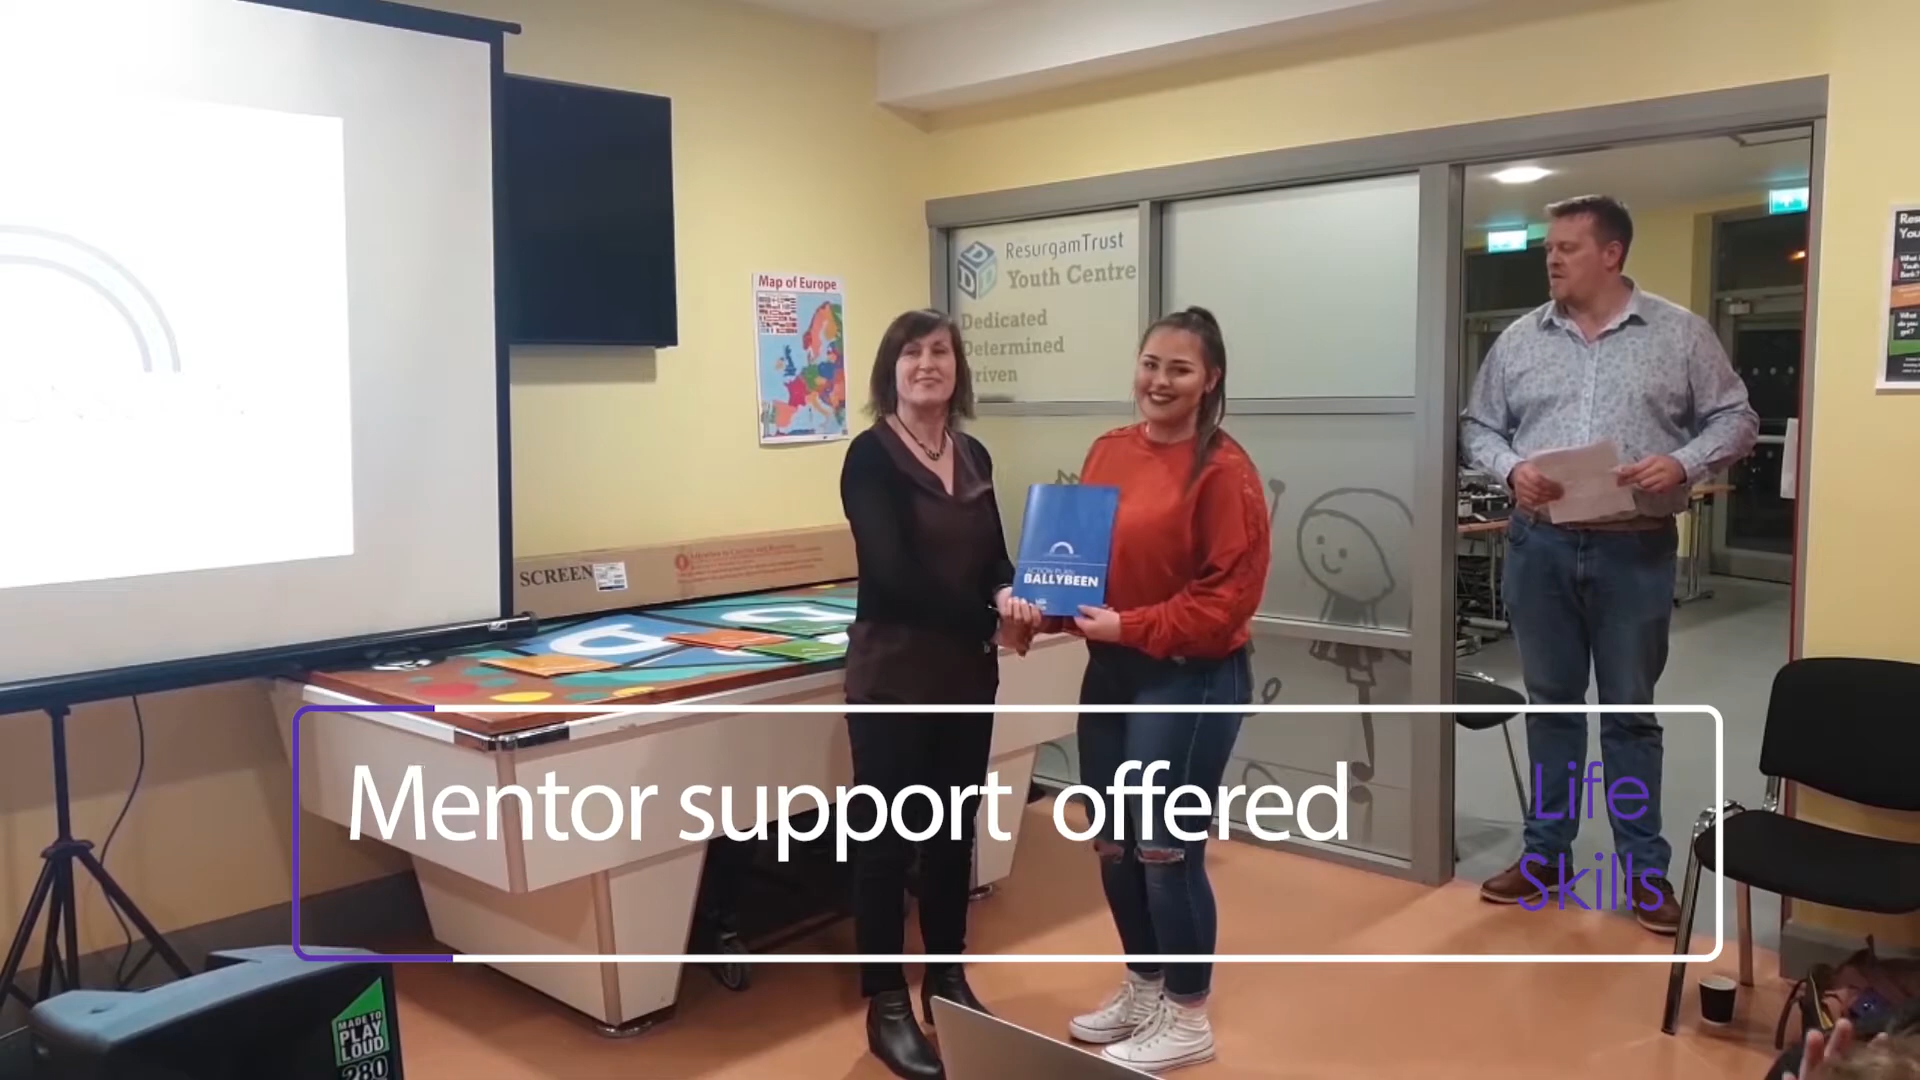 Map of Europe
ResurgamTrust
Youth Centre
Dedicated
Determined
riven
DDD
SCREEN
ACTION PLAN
BALLYBEEN
Mentor support offered
Life
Skills
MADE TO
PLAY
LOUD
280